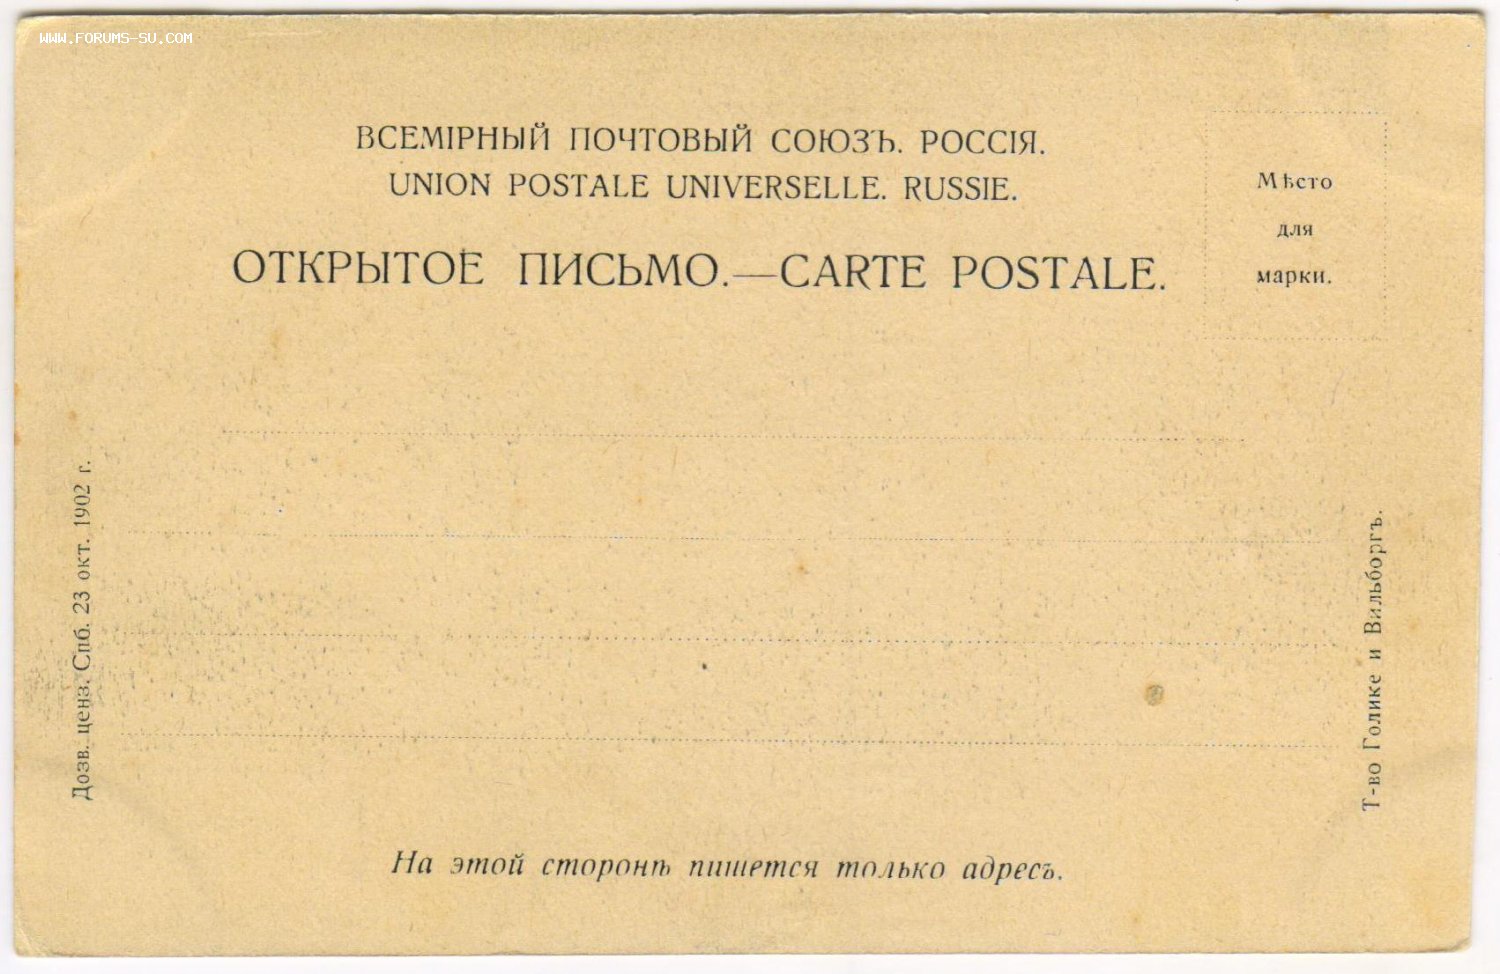 WWW.FORUMS-SU.COM
ВСЕМІРНЫЙ ПОЧТОВЫЙ СОЮЗЪ. РОССІЯ.
UNION POSTALE UNIVERSELLE. RUSSIE.
ОТКРЫТОЕ ПИСЬМО.—CARTE POSTALE.
Мѣсто
для
марки.
Дозв. ценз. Спб. 23 окт. 1902 г.
Т-во Голике и Вильборгъ.
На этой сторонѣ пишется только адресъ.